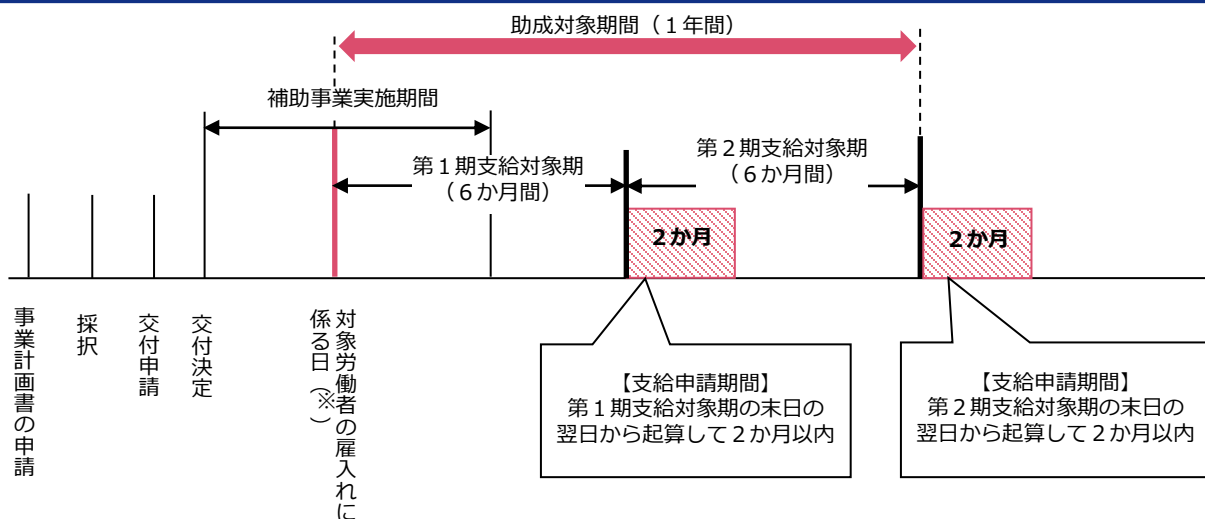 助成対象期間（１年間）
補助事業実施期間
第１期支給対象期
（６か月間）
第２期支給対象期
（６か月間）
２か月
２か月
事業計画書の申請
採択
交付申請
交付決定
対象労働者の雇入れに
係る日（※）
【支給申請期間】
第１期支給対象期の末日の
翌日から起算して２か月以内
【支給申請期間】
第２期支給対象期の末日の
翌日から起算して２か月以内